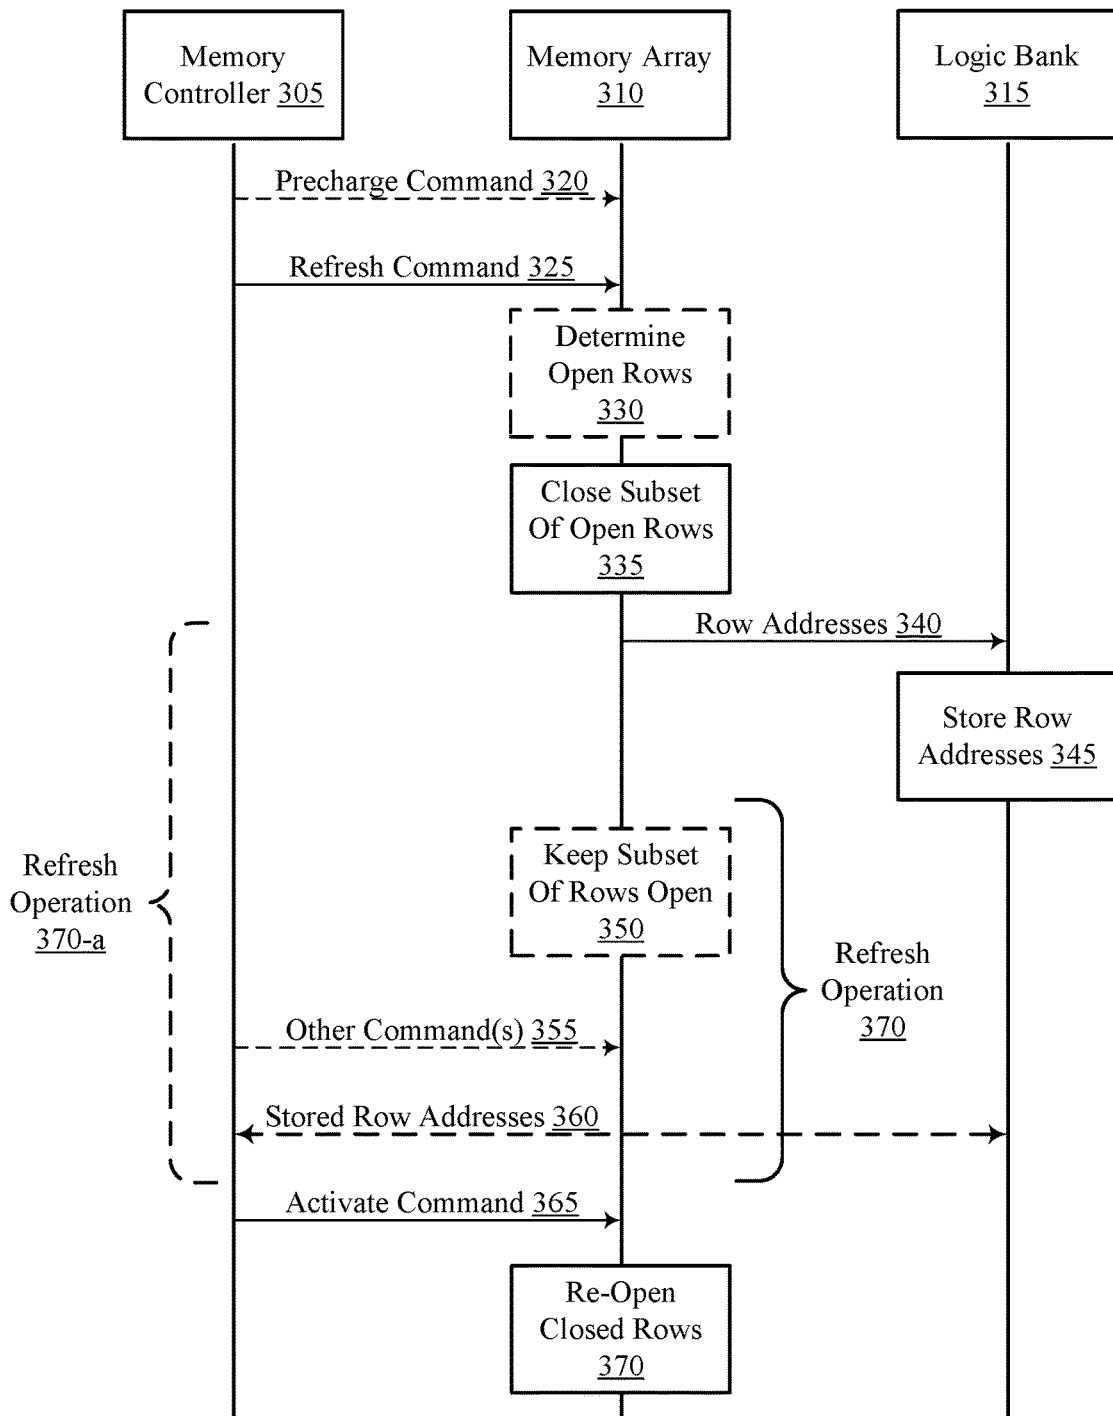 Memory
Controller 305
Memory Array
310
Logic Bank
315
Precharge Command 320
Refresh Command 325
Determine
Open Rows
330
Close Subset
Of Open Rows
335
Row Addresses 340
Store Row
Addresses 345
Refresh
Operation
370-a
Keep Subset
Of Rows Open
350
Refresh
Operation
370
Other Command(s) 355
Stored Row Addresses 360
Activate Command 365
Re-Open
Closed Rows
370